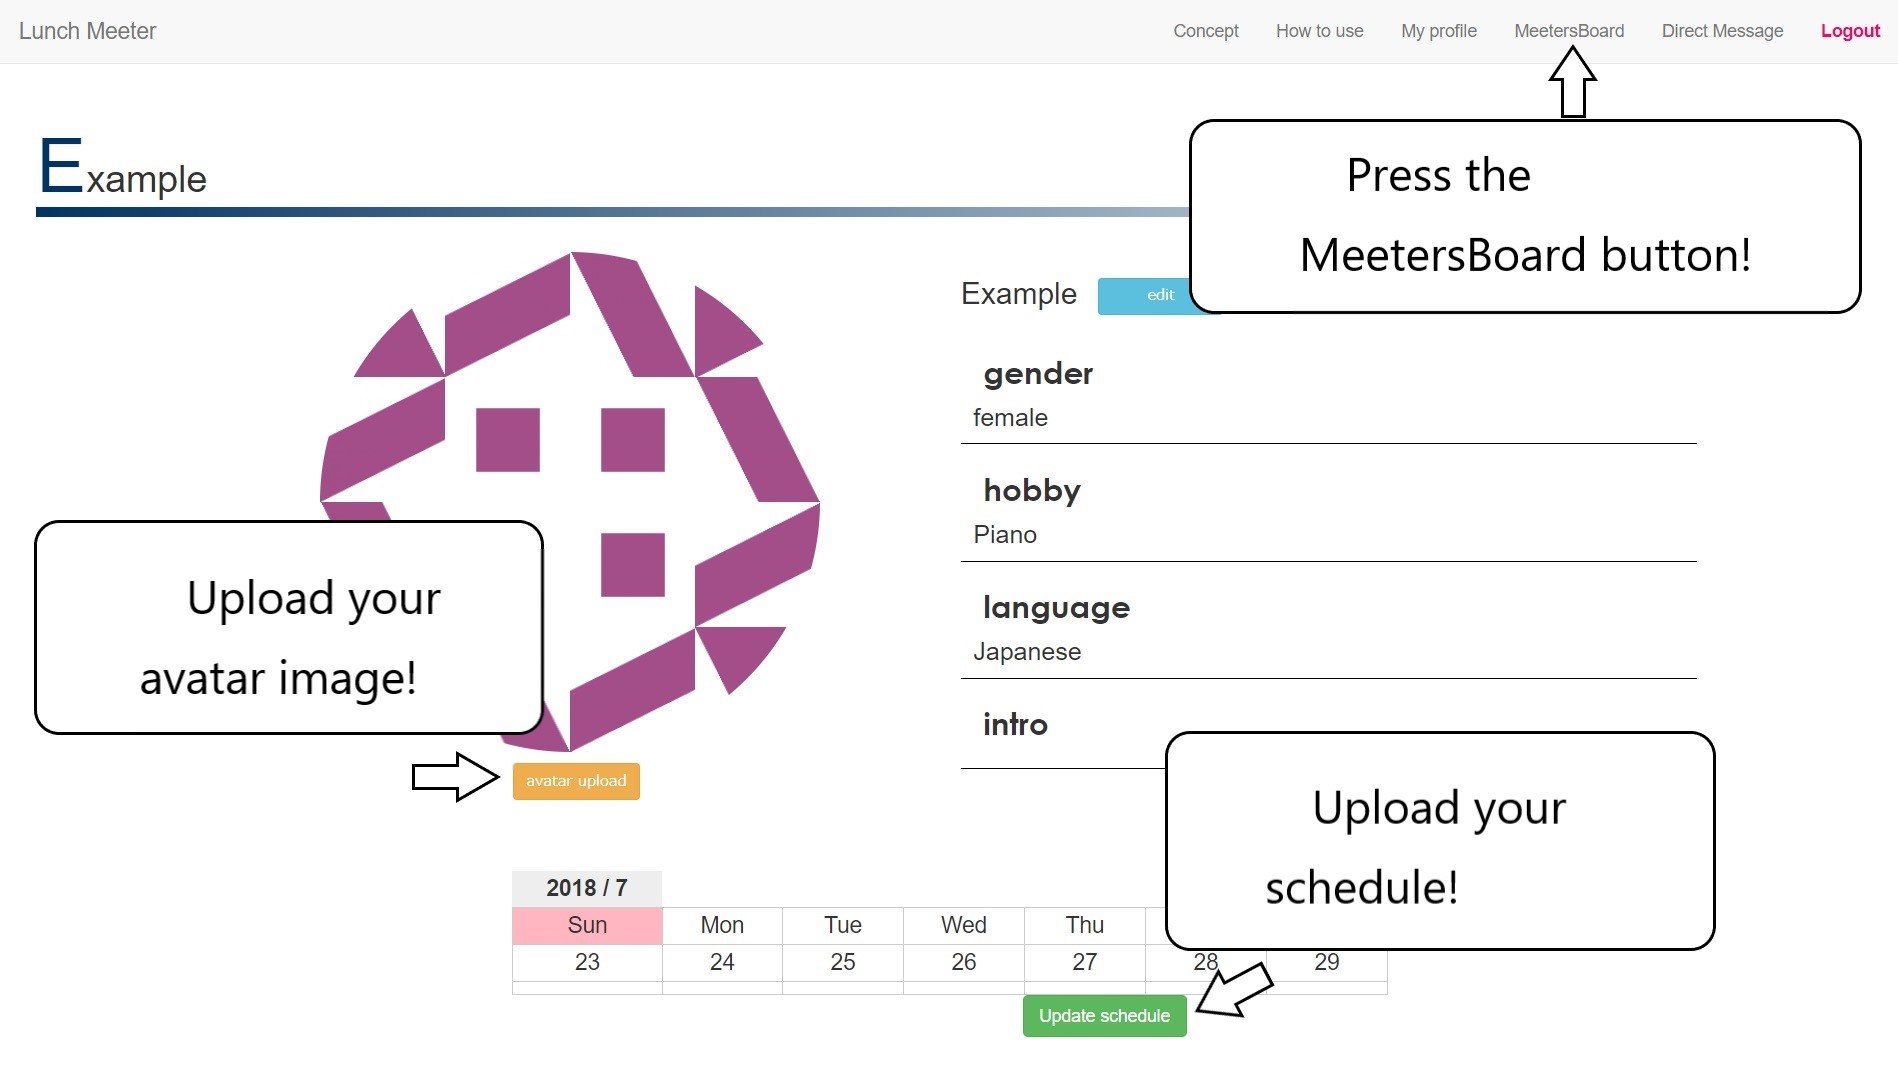 Lunch Meeter
Concept How to use My profile MeetersBoard Direct Message Logout
Press the
MeetersBoard button!
Example
Example edit
gender
female
hobby
Piano
language
Japanese
intro
Upload your
avatar image!
avatar upload
Upload your
schedule!
2018 / 7
Sun Mon Tue Wed Thu
23 24 25 26 27 28 29
Update schedule